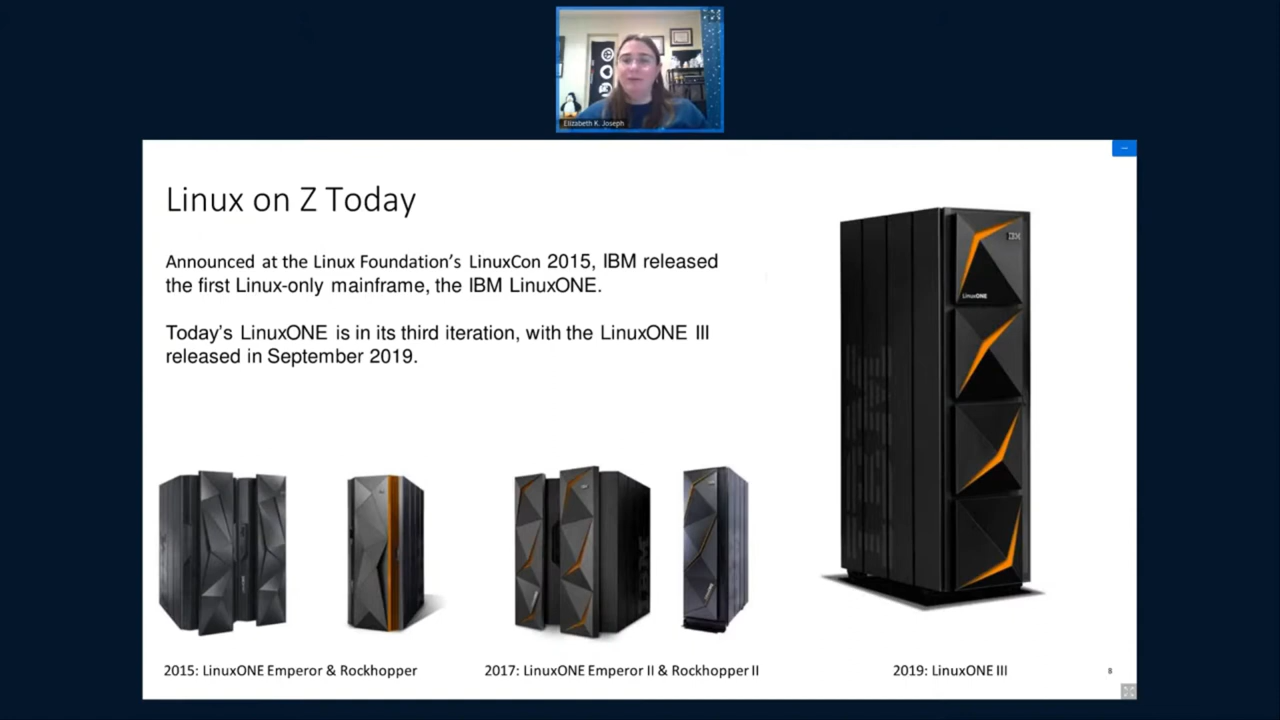 Elizabeth K. Joseph
Linux on Z Today
Announced at the Linux Foundation's LinuxCon 2015, IBM released
the first Linux-only mainframe, the IBM LinuxONE.
Today's LinuxONE is in its third iteration, with the LinuxONE III
released in September 2019.
LinuxONE
2015: LinuxONE Emperor & Rockhopper
2017: LinuxONE Emperor II & Rockhopper II
2019: LinuxONE III
8